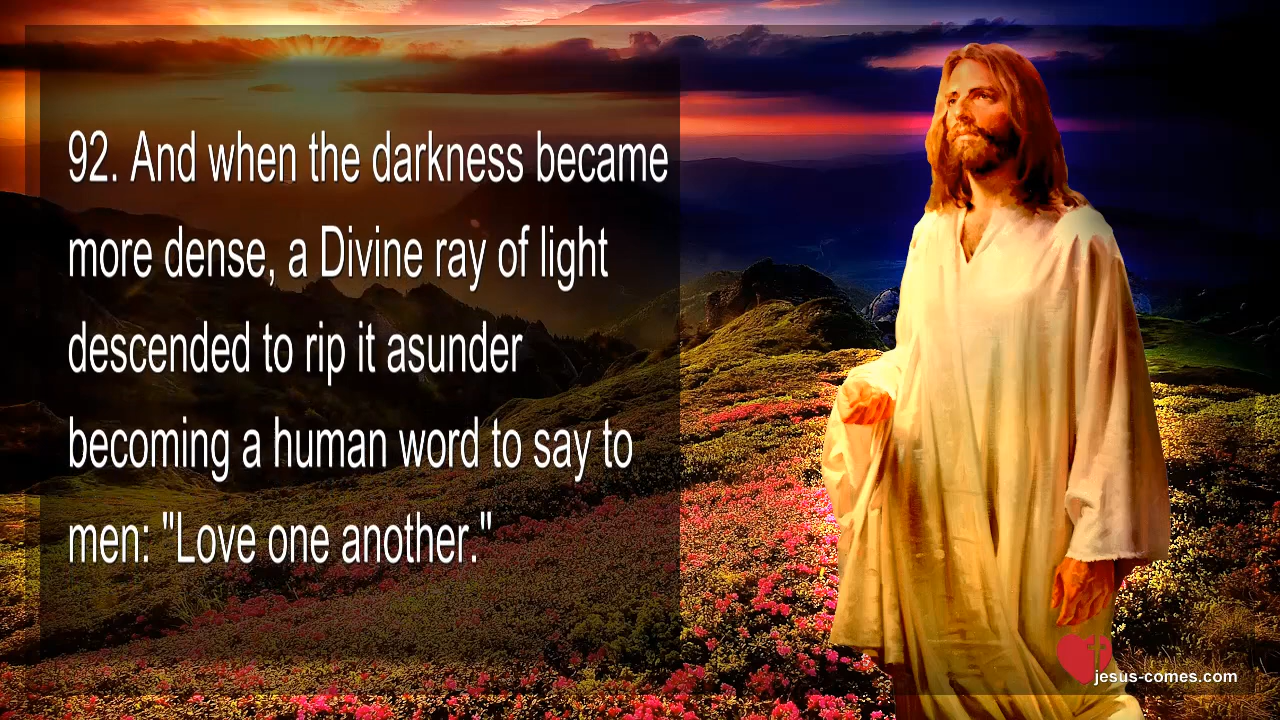 92. And when the darkness became
more dense, a Divine ray of light
descended to rip it asunder
becoming a human word to say to
men: "Love one another."
jesus-comes.com